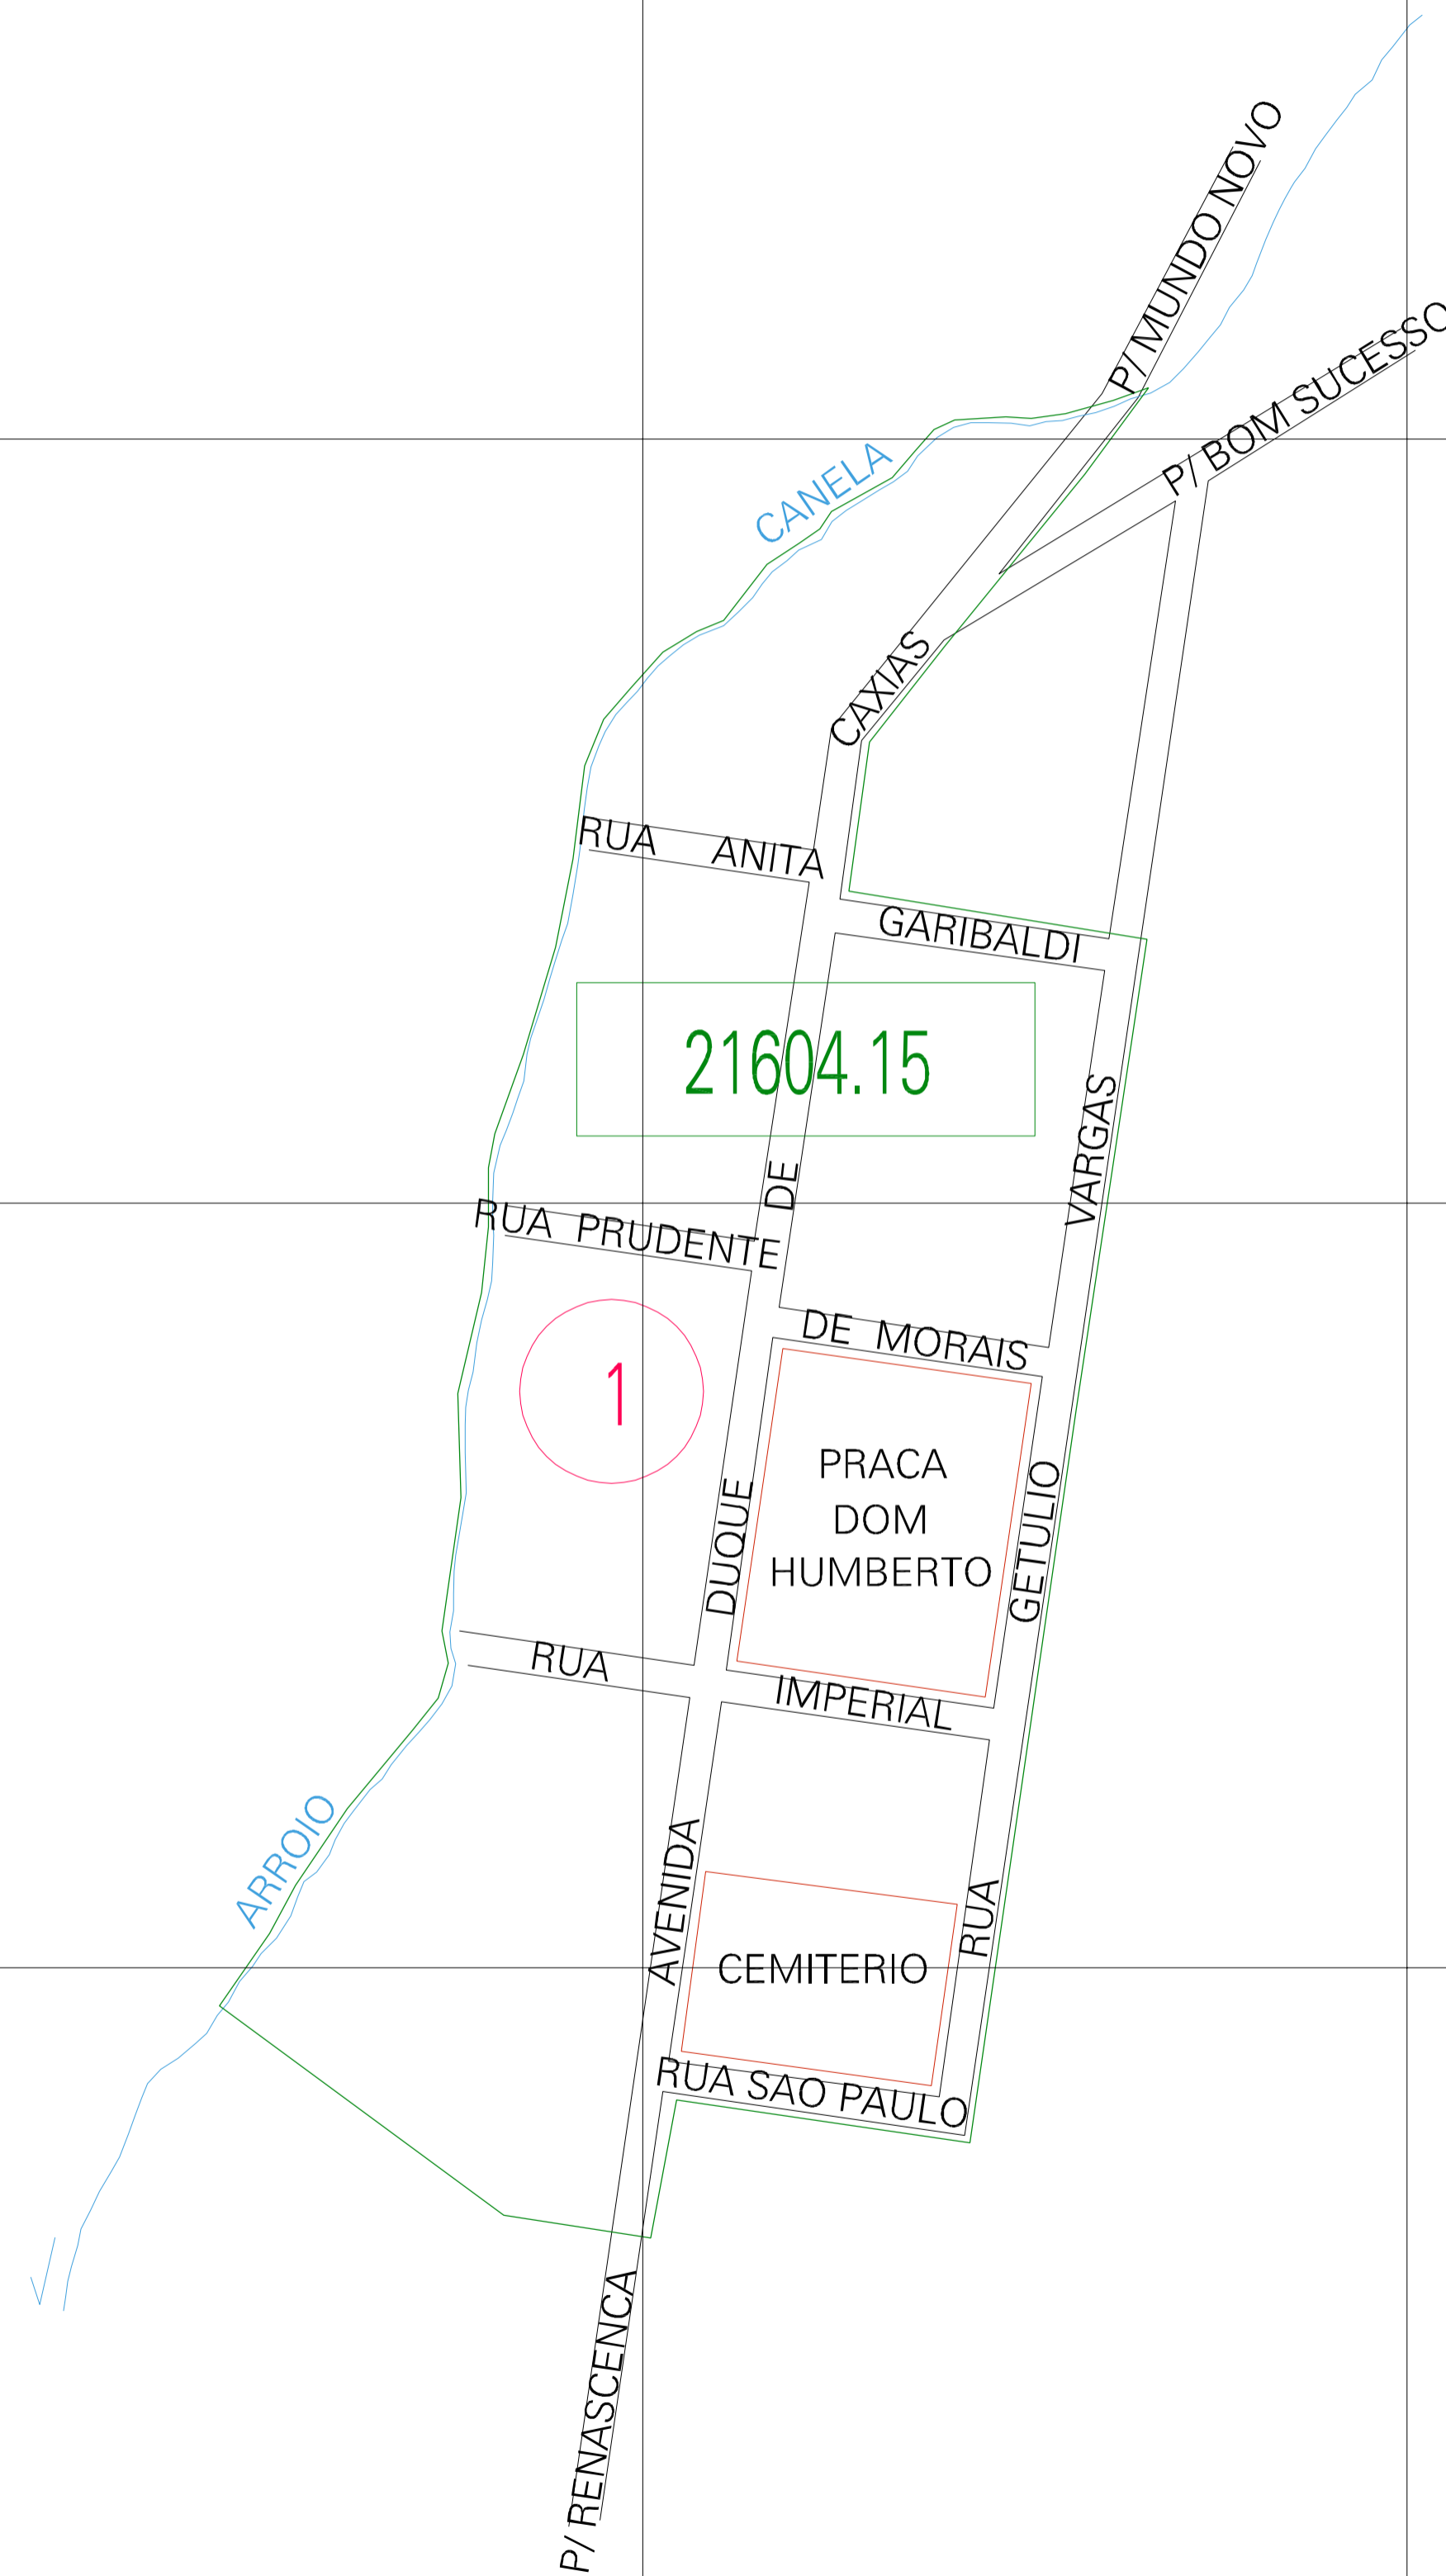 P/ MUNDO NOVO
P/ BOM SUCESSO
CANELA
CAXIAS
RUA ANITA
GARIBALDI
21604.15
VARGAS
DE
RUA PRUDENTE
DE MORAIS
1
PRACA
DOM
HUMBERTO
DUQUE
GETULIO
RUA
IMPERIAL
ARROIO
AVENIDA
RUA
CEMITERIO
RUA SAO PAULO
P/ RENASCENCA